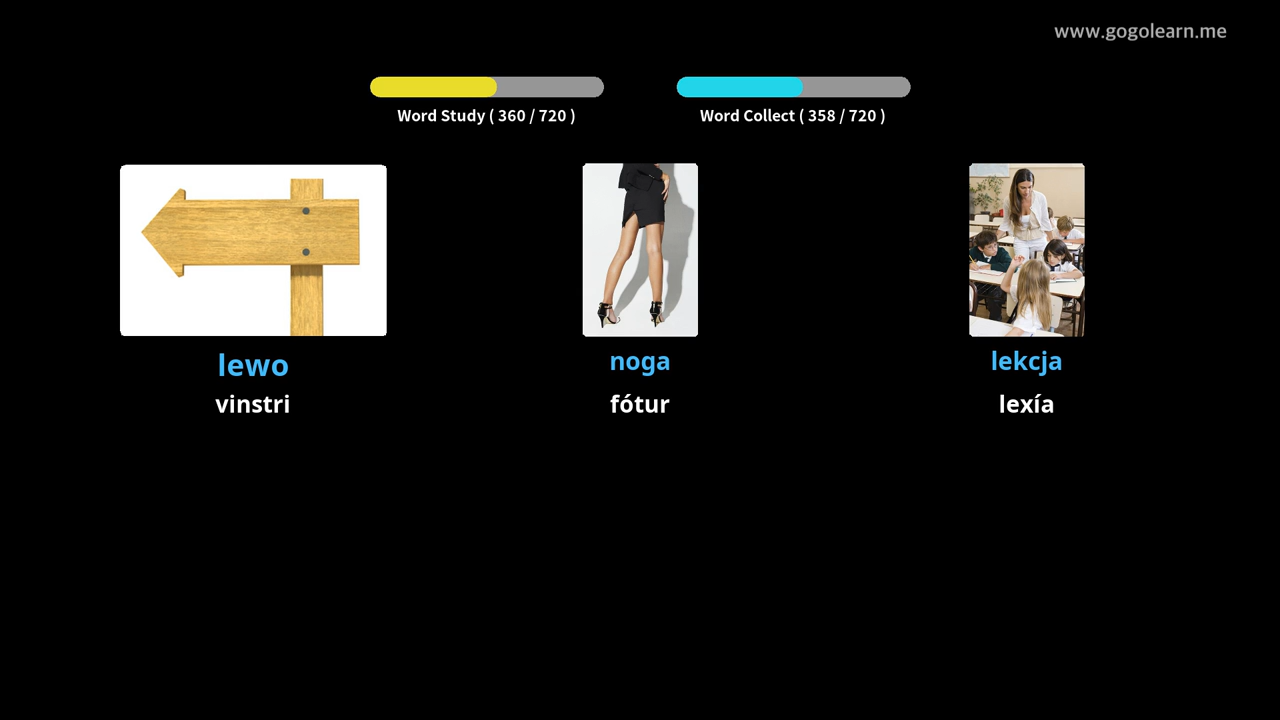 www.gogolearn.me
Word Study ( 360 / 720 )
Word Collect ( 358 / 720 )
lewo
noga
lekcja
vinstri
fótur
lexía